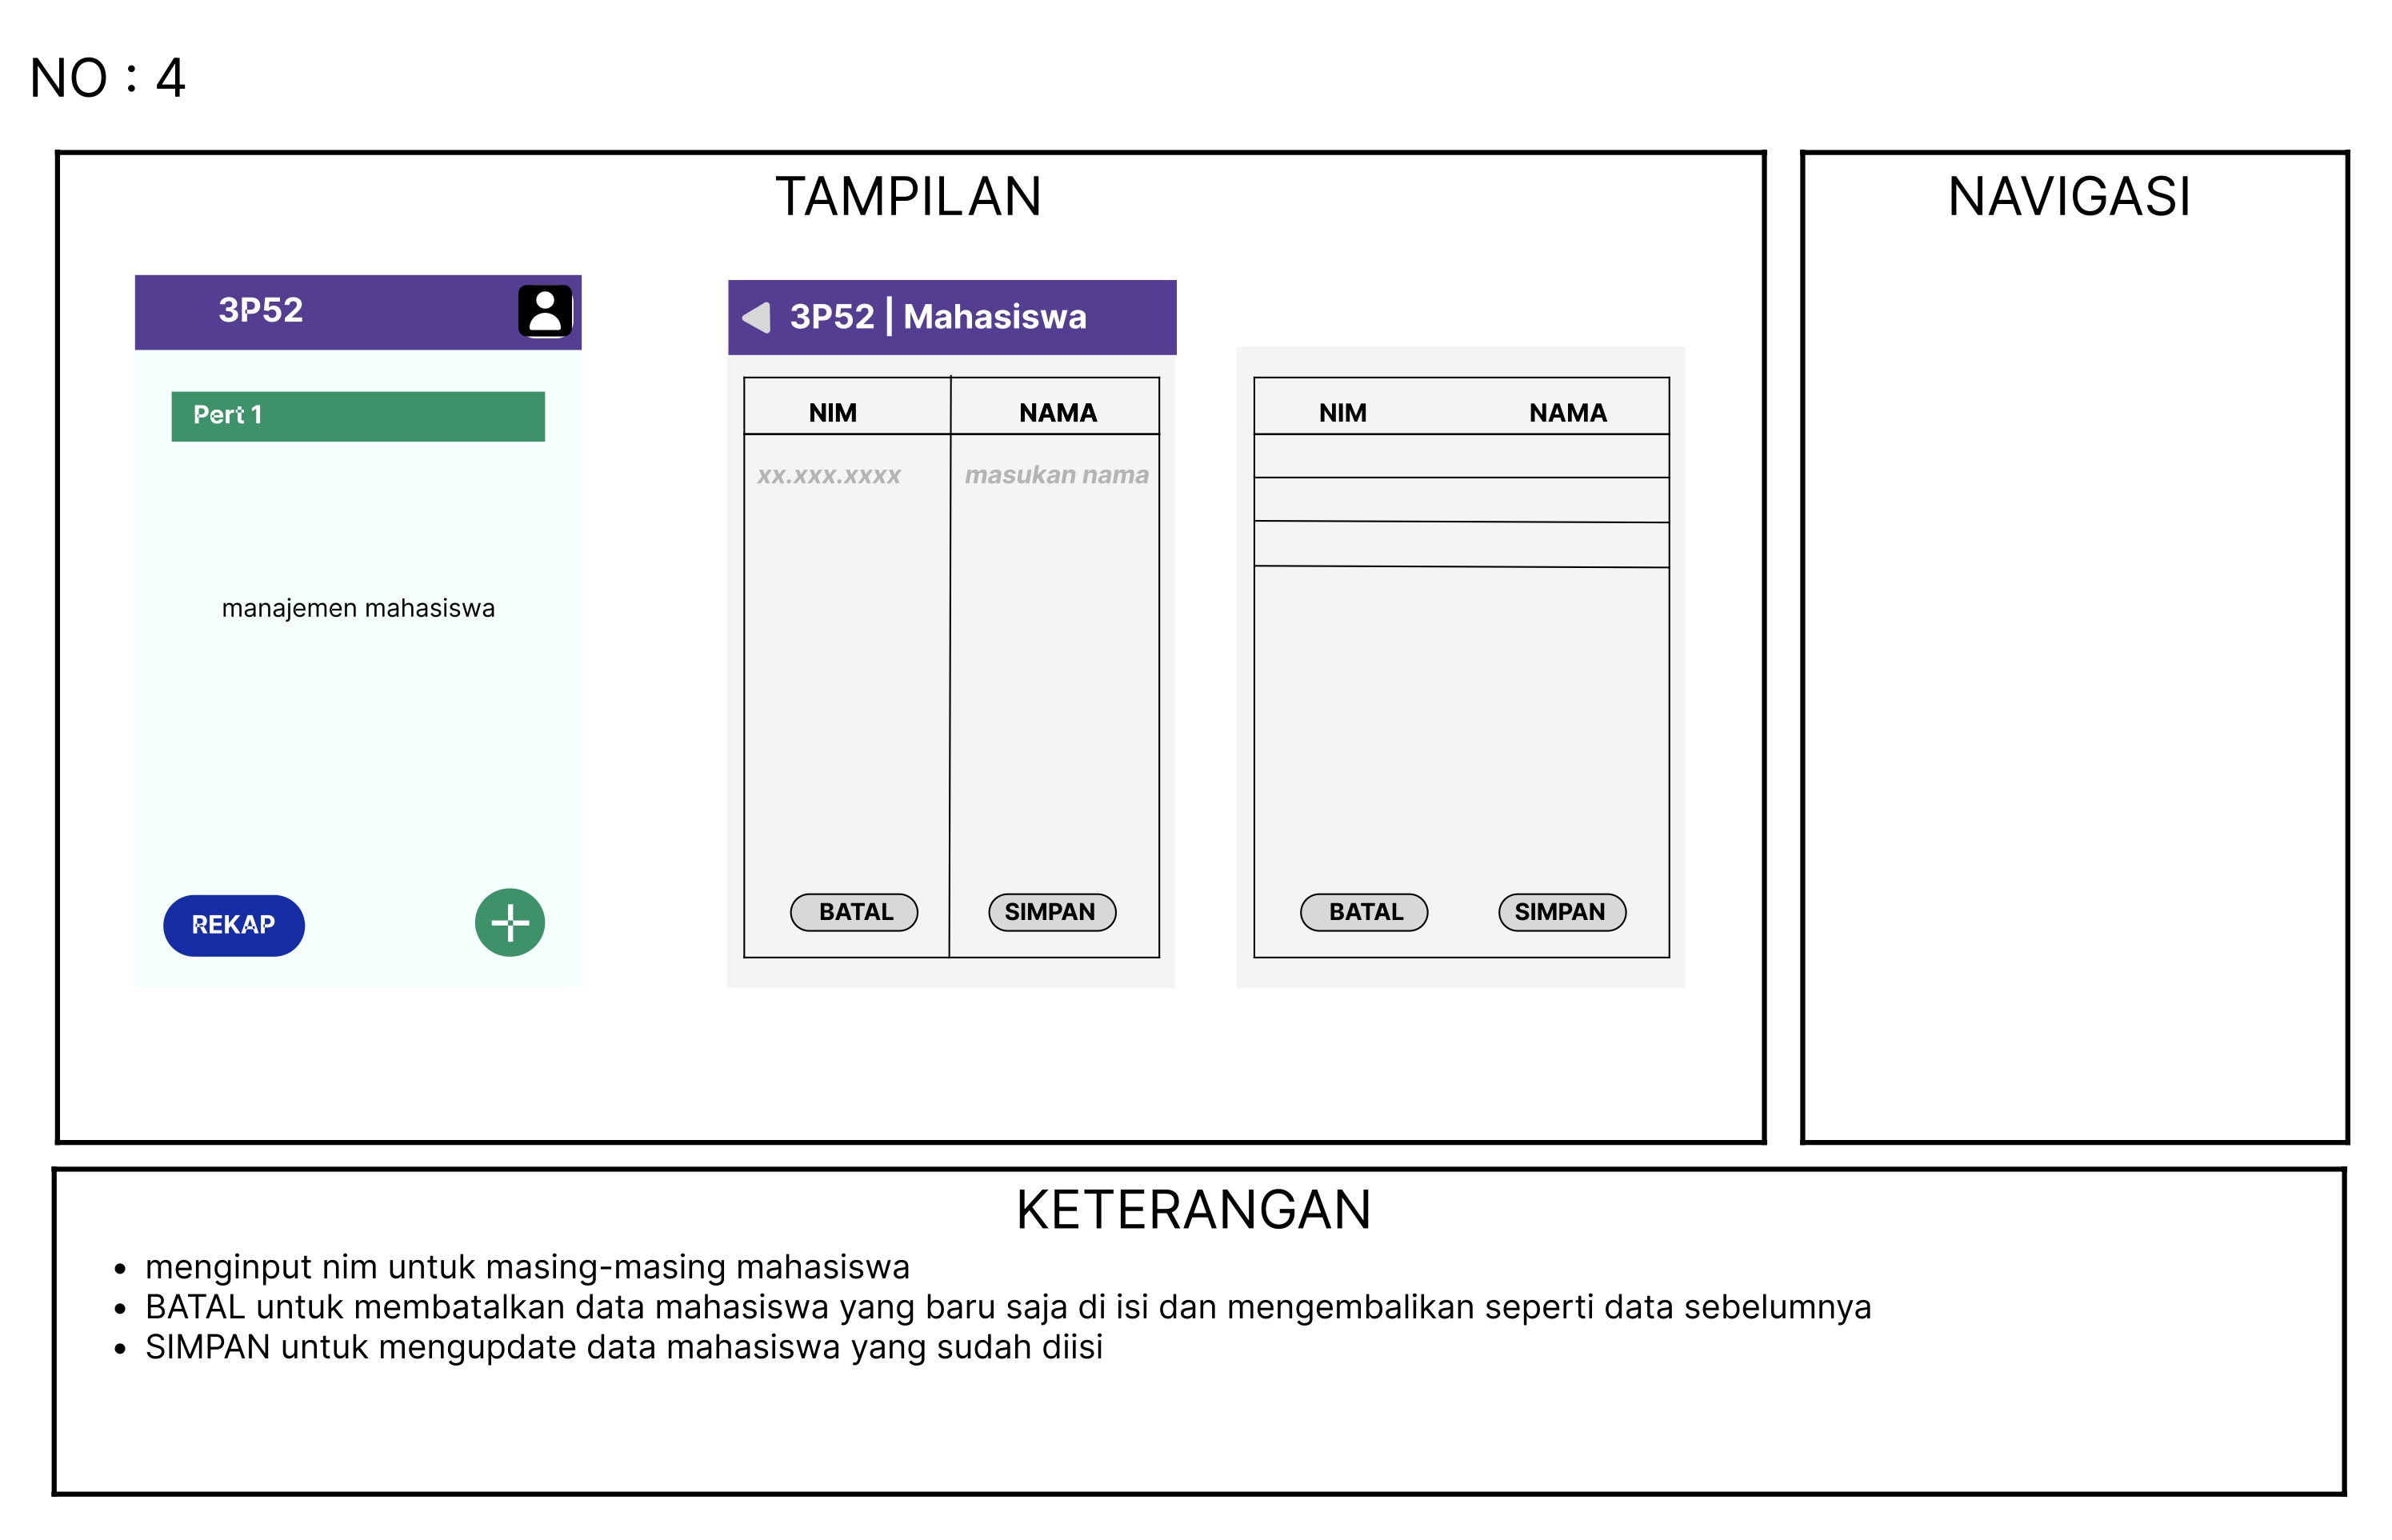 NO : 4
TAMPILAN
NAVIGASI
3P52
Pert 1
manajemen mahasiswa
REKAP
3P52 | Mahasiswa
NIM NAMA
xx.xxx.xxxx masukan nama
BATAL SIMPAN
NIM NAMA
BATAL SIMPAN
KETERANGAN
• menginput nim untuk masing-masing mahasiswa
• BATAL untuk membatalkan data mahasiswa yang baru saja di isi dan mengembalikan seperti data sebelumnya
• SIMPAN untuk mengupdate data mahasiswa yang sudah diisi